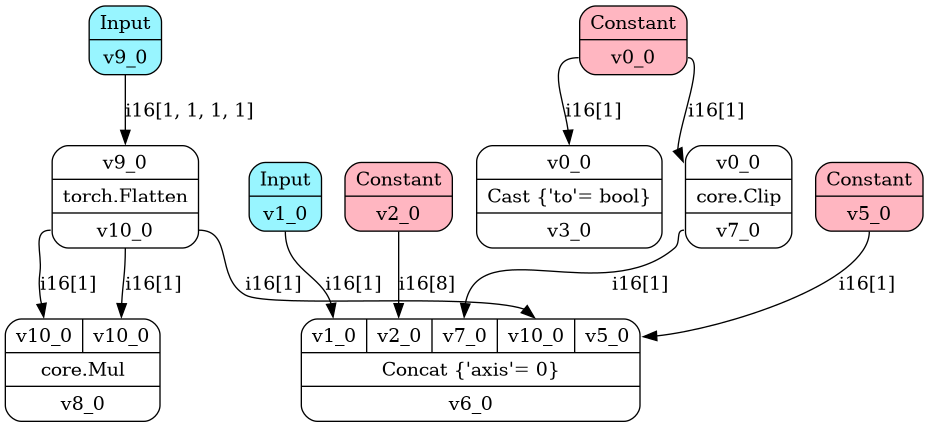 Input
v9_0
Constant
v0_0
i16[1, 1, 1, 1]
i16[1]
i16[1]
v9_0
torch.Flatten
v10_0
Input
v1_0
Constant
v2_0
v0_0
Cast {'to'= bool}
v3_0
v0_0
core.Clip
v7_0
Constant
v5_0
i16[1]
i16[1]
i16[1]
i16[1]
i16[8]
i16[1]
i16[1]
v10_0 v10_0
core.Mul
v8_0
v1_0 v2_0 v7_0 v10_0 v5_0
Concat {'axis'= 0}
v6_0